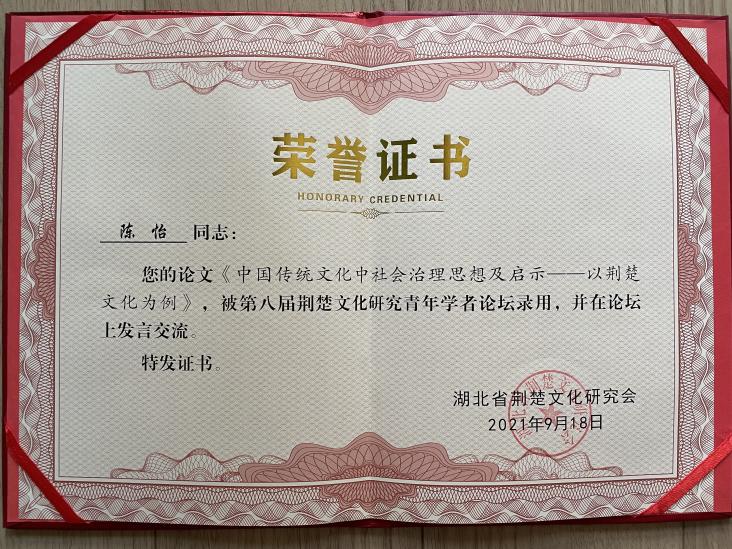 荣誉证书
HONORARY CREDENTIAL
陈 怡 同志：
您的论文《中国传统文化中社会治理思想及启示——以荆楚
文化为例》，被第八届荆楚文化研究青年学者论坛录用，并在论坛
上发言交流。
特发证书。
湖北省荆楚文化研究会
2021年9月18日